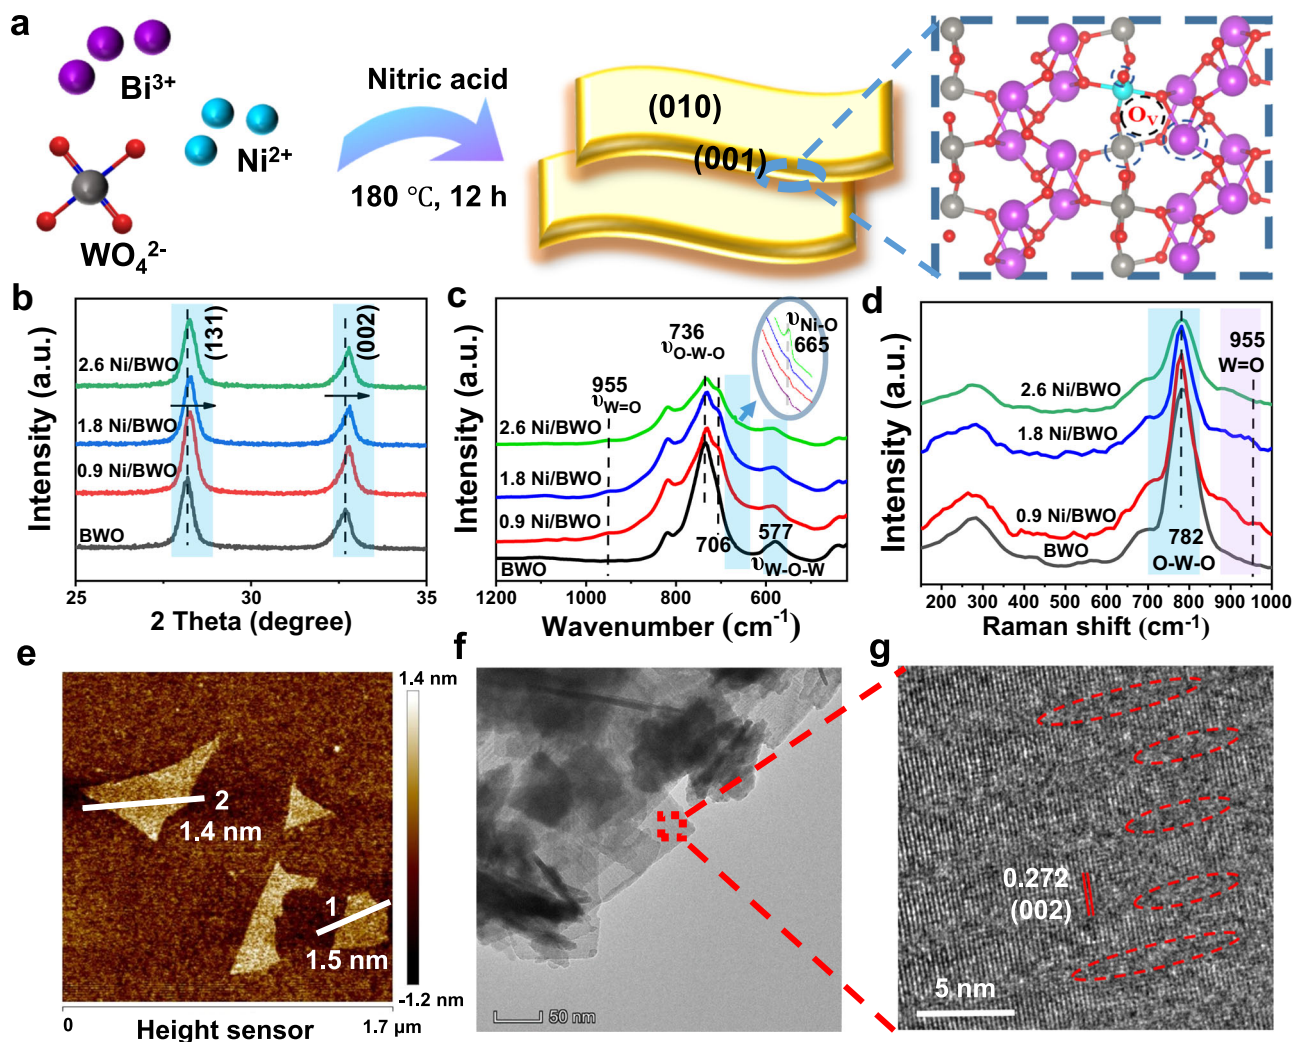 a
Bi³⁺
Ni²⁺
WO₄²⁻
Nitric acid
180 ℃, 12 h
(010)
(001)
Oᵥ
b
Intensity (a.u.)
(131)
(002)
2.6 Ni/BWO
1.8 Ni/BWO
0.9 Ni/BWO
BWO
25
30
35
2 Theta (degree)
c
Intensity (a.u.)
955
υW=O
736
υO-W-O
υNi-O
665
2.6 Ni/BWO
1.8 Ni/BWO
0.9 Ni/BWO
BWO
706
577
υW-O-W
1200
1000
800
600
Wavenumber (cm⁻¹)
d
Intensity (a.u.)
955
W=O
2.6 Ni/BWO
1.8 Ni/BWO
0.9 Ni/BWO
BWO
782
O-W-O
200
300
400
500
600
700
800
900
1000
Raman shift (cm⁻¹)
e
2
1.4 nm
1
1.5 nm
1.4 nm
-1.2 nm
0
Height sensor
1.7 μm
f
50 nm
g
0.272
(002)
5 nm